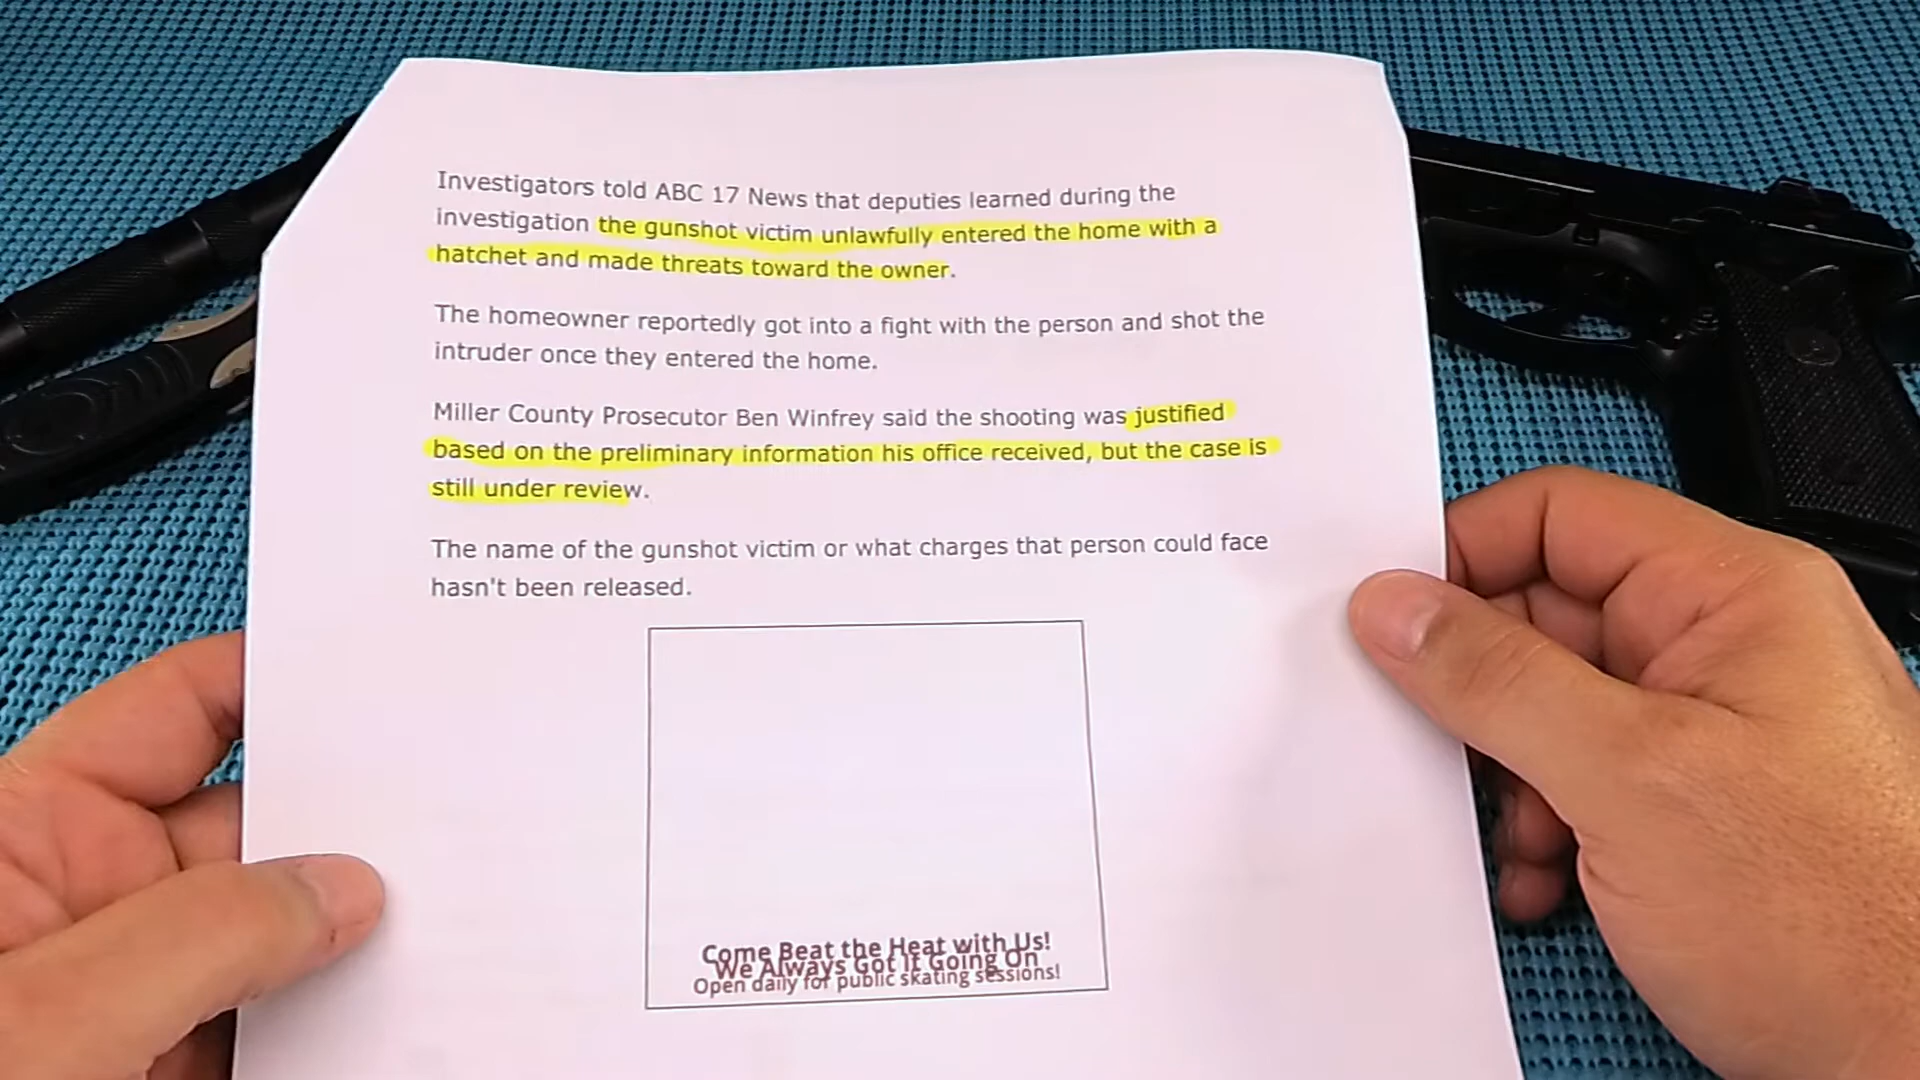 Investigators told ABC 17 News that deputies learned during the
investigation the gunshot victim unlawfully entered the home with a
hatchet and made threats toward the owner.
The homeowner reportedly got into a fight with the person and shot the
intruder once they entered the home.
Miller County Prosecutor Ben Winfrey said the shooting was justified
based on the preliminary information his office received, but the case is
still under review.
The name of the gunshot victim or what charges that person could face
hasn't been released.
Come Beat the Heat with Us!
We Always Got It Going On
Open daily for public skating sessions!